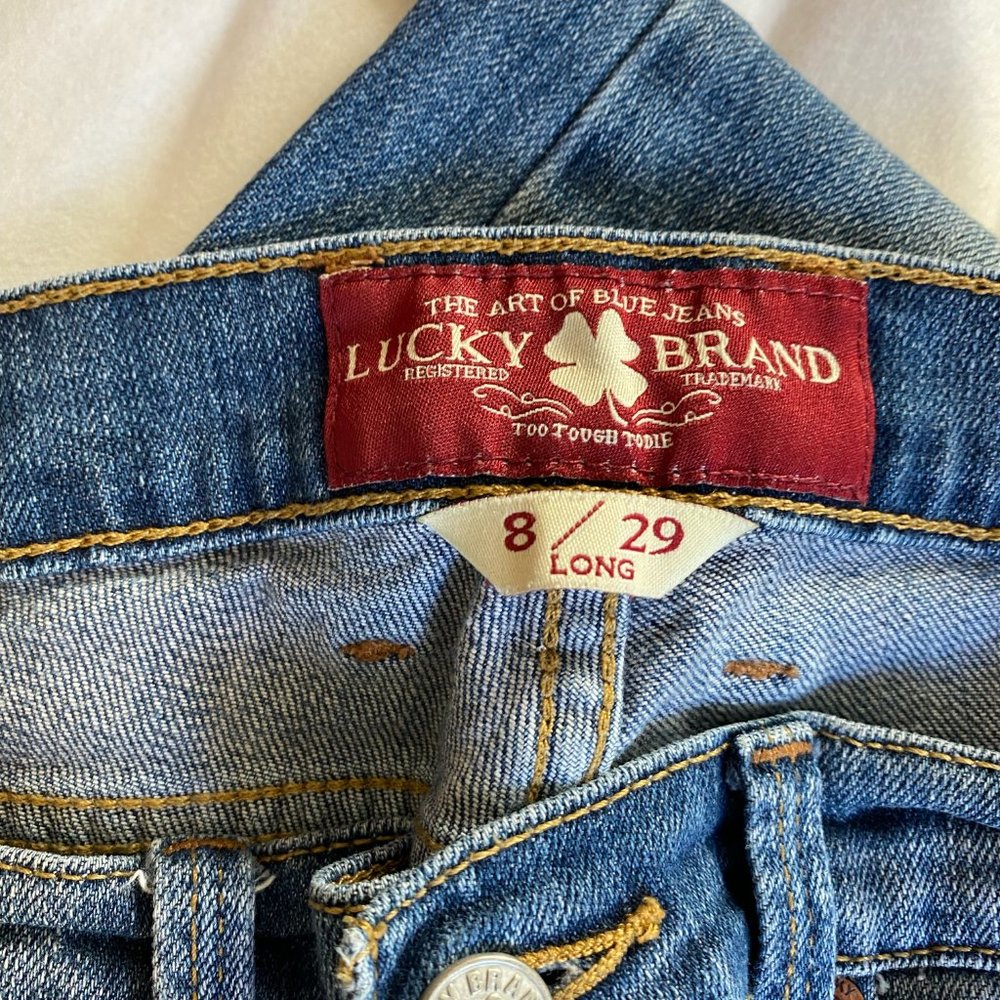 THE ART OF BLUE JEANS
LUCKY BRAND
REGISTERED TRADEMARK
TOO TOUGH TO DIE
8 / 29
LONG